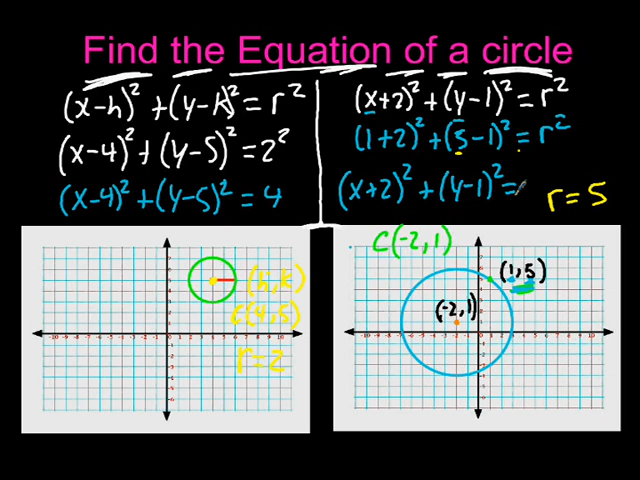 Find the Equation of a circle
(x-h)² + (y-k)² = r²
(x-4)² + (y-5)² = 2²
(x-4)² + (y-5)² = 4
(x+2)² + (y-1)² = r²
(1+2)² + (5-1)² = r²
(x+2)² + (y-1)² =
r = 5
(h, k)
C(4, 5)
r = 2
C(-2, 1)
(1, 5)
(-2, 1)